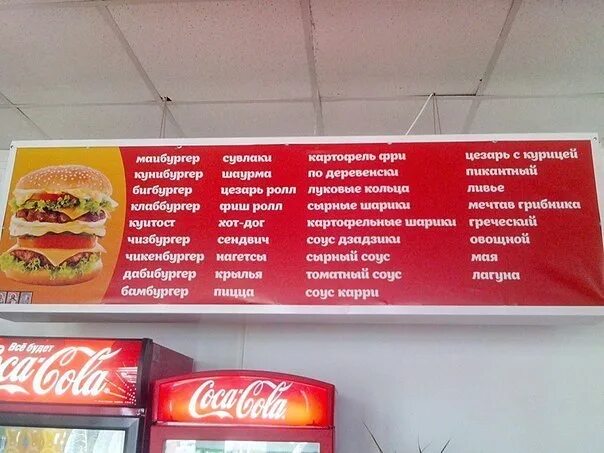 маибургер
кунибургер
бигбургер
клаббургер
куитост
чизбургер
чикенбургер
дабибургер
бамбургер
сувлаки
шаурма
цезарь ролл
фиш ролл
хот-дог
сендвич
нагетсы
крылья
пицца
картофель фри
по деревенски
луковые кольца
сырные шарики
картофельные шарики
соус дзадзики
сырный соус
томатный соус
соус карри
цезарь с курицей
пикантный
ливье
мечтав грибника
греческий
овощной
мая
лагуна
Всё будет
Coca-Cola
Coca-Cola